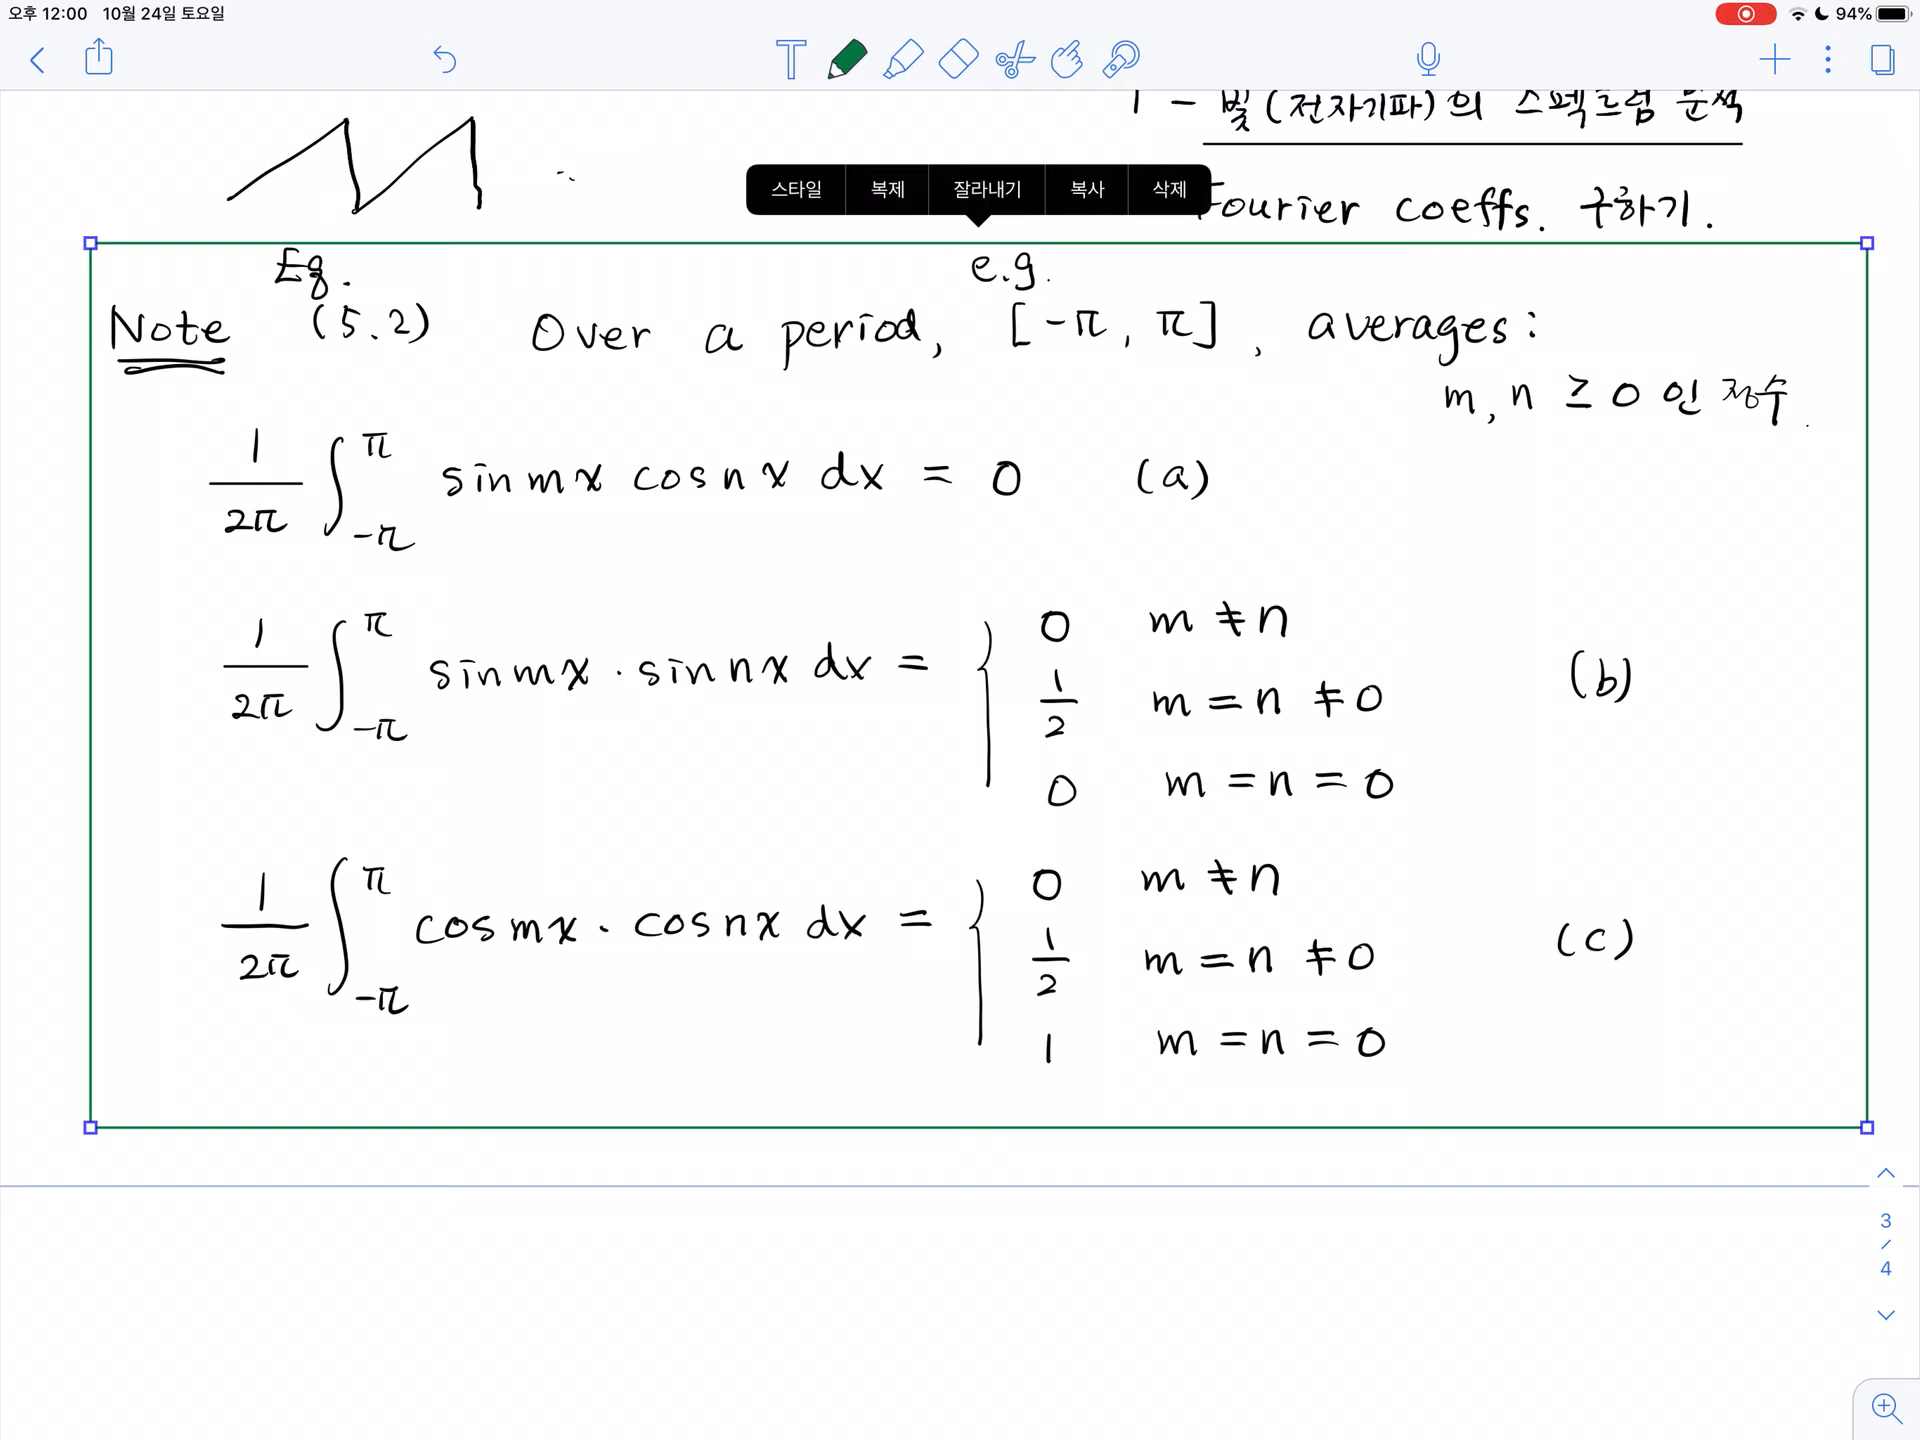 오후 12:00 10월 24일 토요일 94%
T
- 빛(전자기파)의 스펙트럼 분석
스타일 복제 잘라내기 복사 삭제
Fourier coeffs. 구하기.
Eq. e.g.
Note (5.2) Over a period, [-π, π], averages:
m, n ≥ 0 인 정수.
1/2π ∫_{-π}^{π} sin mx cos nx dx = 0 (a)
1/2π ∫_{-π}^{π} sin mx · sin nx dx = { 0 m ≠ n
1/2 m = n ≠ 0 (b)
0 m = n = 0
1/2π ∫_{-π}^{π} cos mx · cos nx dx = { 0 m ≠ n
1/2 m = n ≠ 0 (c)
1 m = n = 0
3
/
4